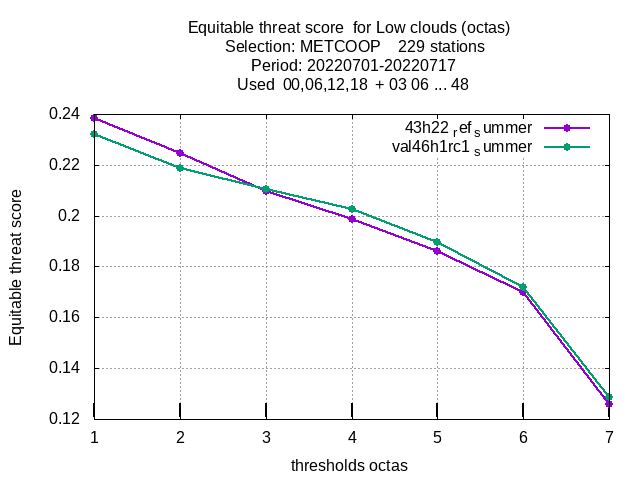 Equitable threat score for Low clouds (octas)
Selection: METCOOP 229 stations
Period: 20220701-20220717
Used 00,06,12,18 + 03 06 ... 48
43h22 ref summer
val46h1rc1 summer
Equitable threat score
0.24
0.22
0.2
0.18
0.16
0.14
0.12
1 2 3 4 5 6 7
thresholds octas